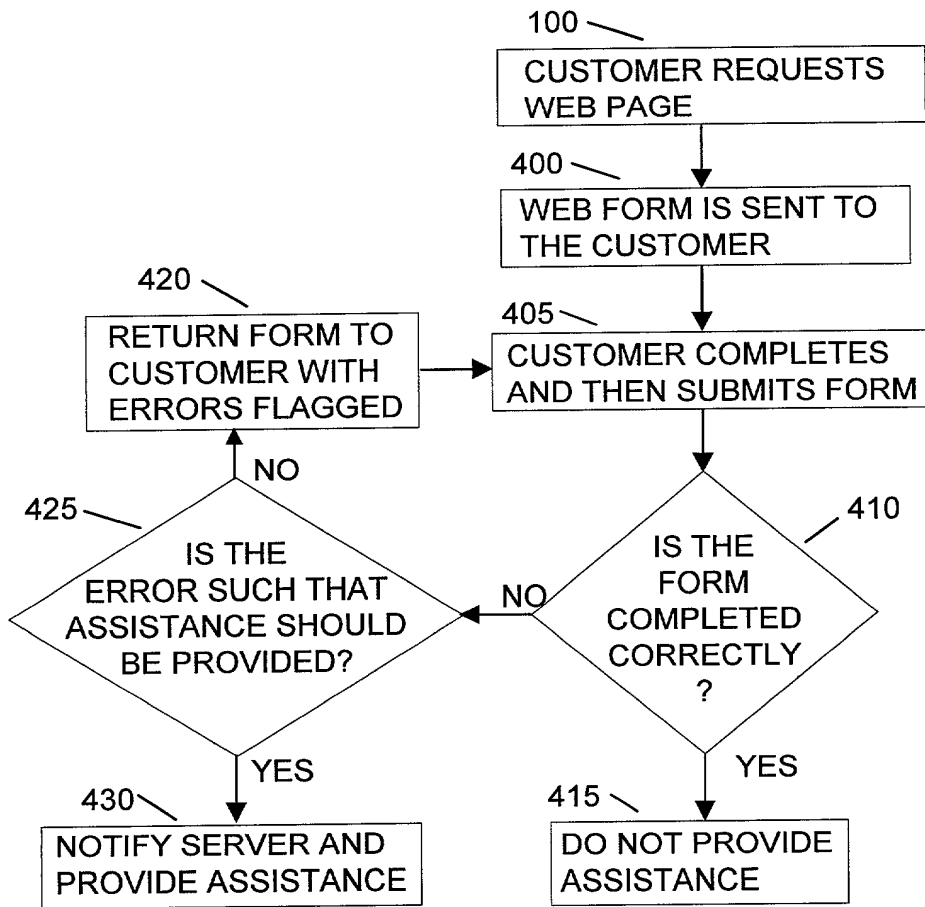 100
CUSTOMER REQUESTS
WEB PAGE
400
WEB FORM IS SENT TO
THE CUSTOMER
420
RETURN FORM TO
CUSTOMER WITH
ERRORS FLAGGED
405
CUSTOMER COMPLETES
AND THEN SUBMITS FORM
NO
425
IS THE
ERROR SUCH THAT
ASSISTANCE SHOULD
BE PROVIDED?
NO
410
IS THE
FORM
COMPLETED
CORRECTLY
?
YES
430
NOTIFY SERVER AND
PROVIDE ASSISTANCE
YES
415
DO NOT PROVIDE
ASSISTANCE